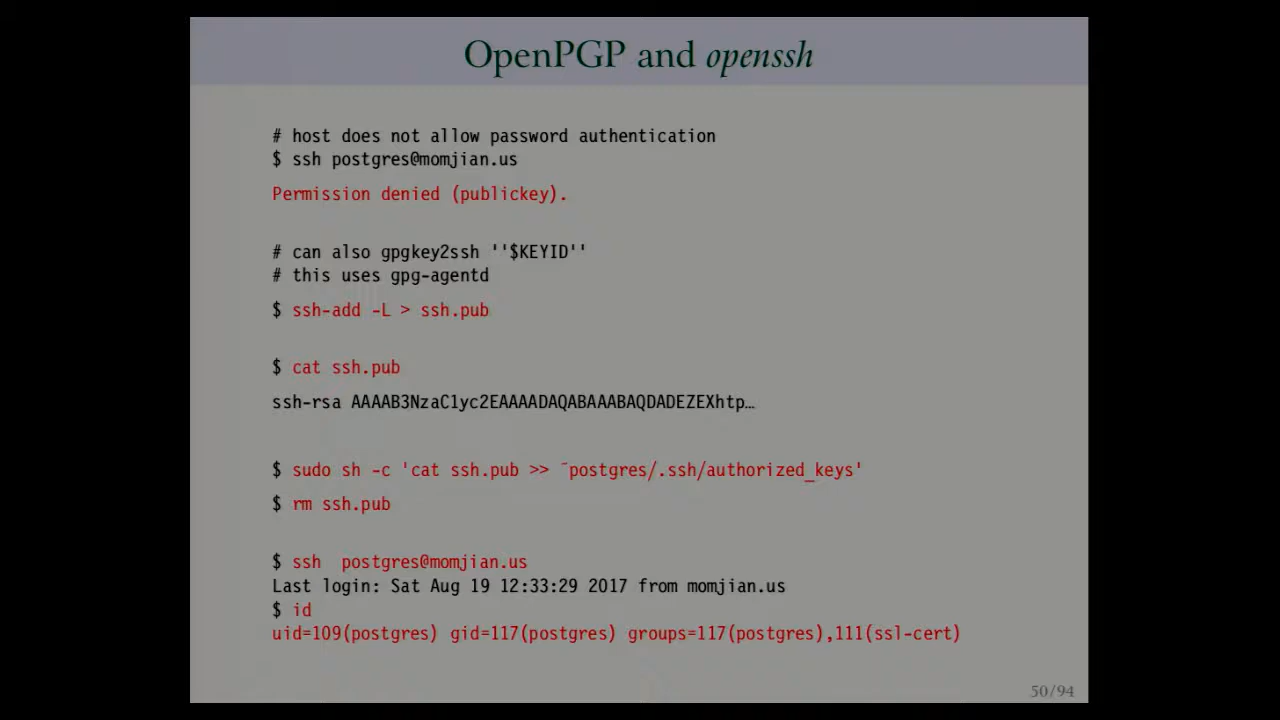 OpenPGP and openssh
# host does not allow password authentication
$ ssh postgres@momjian.us
Permission denied (publickey).
# can also gpgkey2ssh ''$KEYID''
# this uses gpg-agentd
$ ssh-add -L > ssh.pub
$ cat ssh.pub
ssh-rsa AAAAB3NzaC1yc2EAAAADAQABAAABAQDADEZEXhtp…
$ sudo sh -c 'cat ssh.pub >> ~postgres/.ssh/authorized_keys'
$ rm ssh.pub
$ ssh  postgres@momjian.us
Last login: Sat Aug 19 12:33:29 2017 from momjian.us
$ id
uid=109(postgres) gid=117(postgres) groups=117(postgres),111(ssl-cert)
50/94